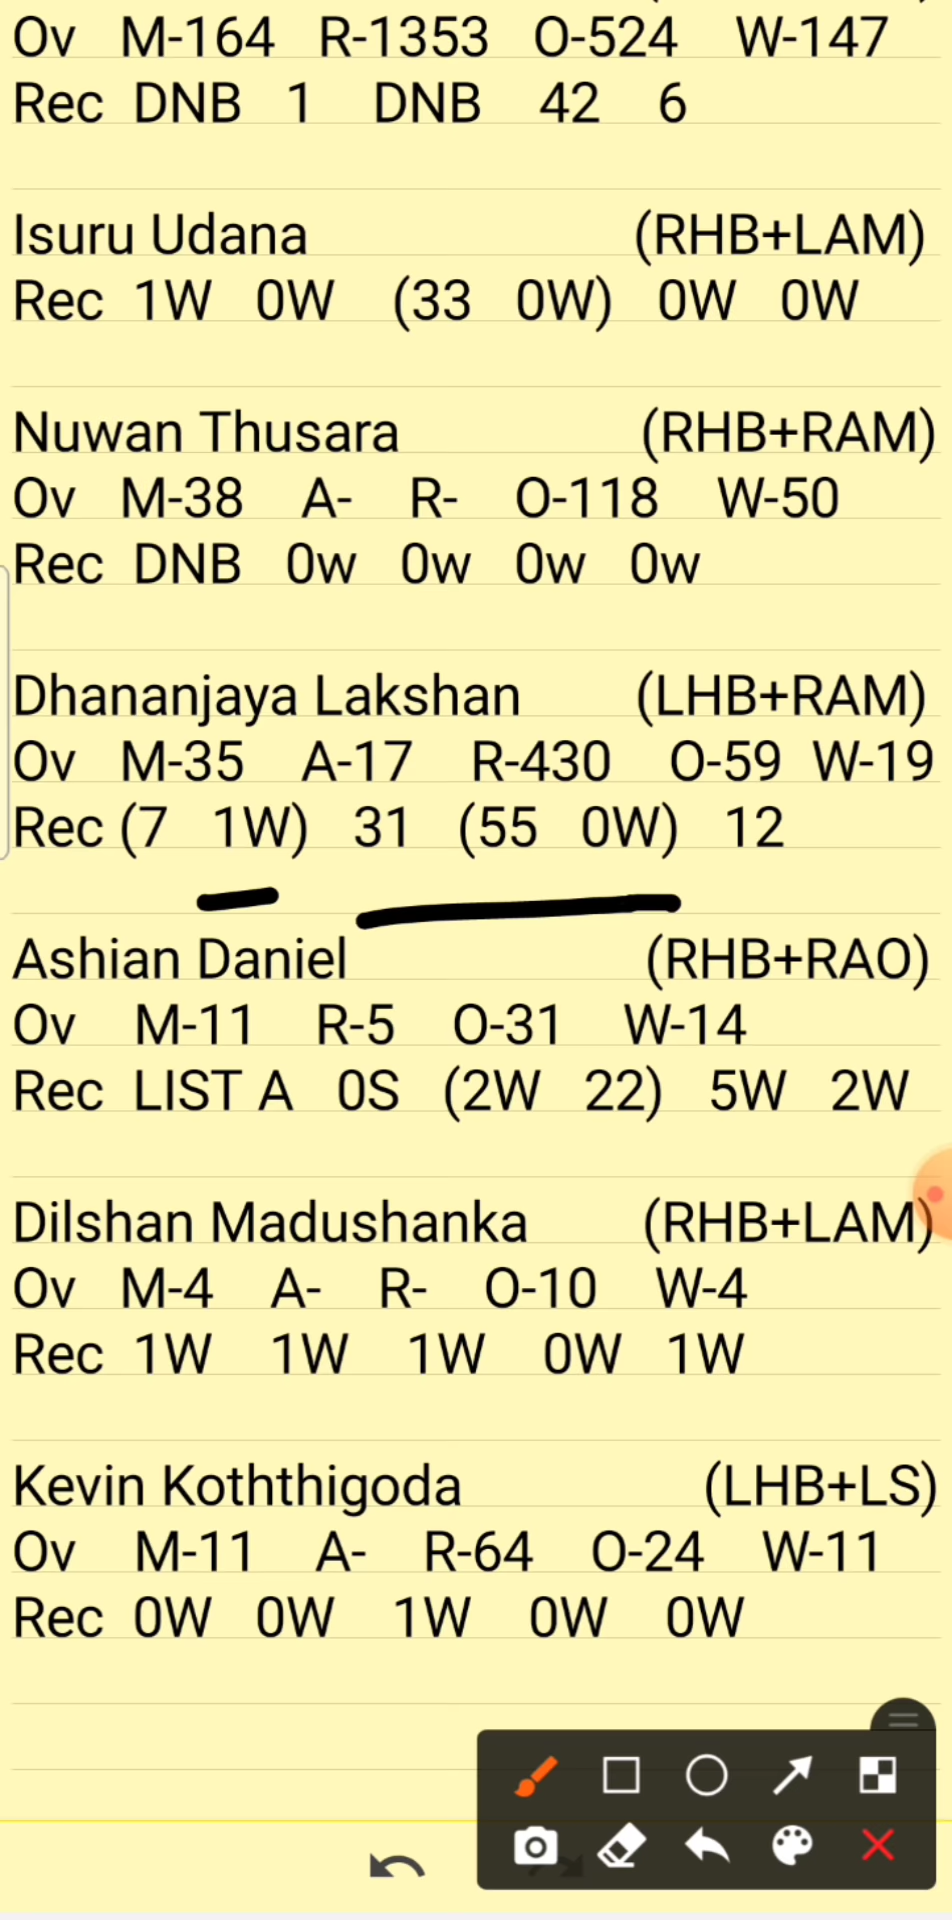 Ov M-164 R-1353 O-524 W-147
Rec DNB 1 DNB 42 6
Isuru Udana (RHB+LAM)
Rec 1W 0W (33 0W) 0W 0W
Nuwan Thusara (RHB+RAM)
Ov M-38 A- R- O-118 W-50
Rec DNB 0w 0w 0w 0w
Dhananjaya Lakshan (LHB+RAM)
Ov M-35 A-17 R-430 O-59 W-19
Rec (7 1W) 31 (55 0W) 12
Ashian Daniel (RHB+RAO)
Ov M-11 R-5 O-31 W-14
Rec LIST A 0S (2W 22) 5W 2W
Dilshan Madushanka (RHB+LAM)
Ov M-4 A- R- O-10 W-4
Rec 1W 1W 1W 0W 1W
Kevin Koththigoda (LHB+LS)
Ov M-11 A- R-64 O-24 W-11
Rec 0W 0W 1W 0W 0W